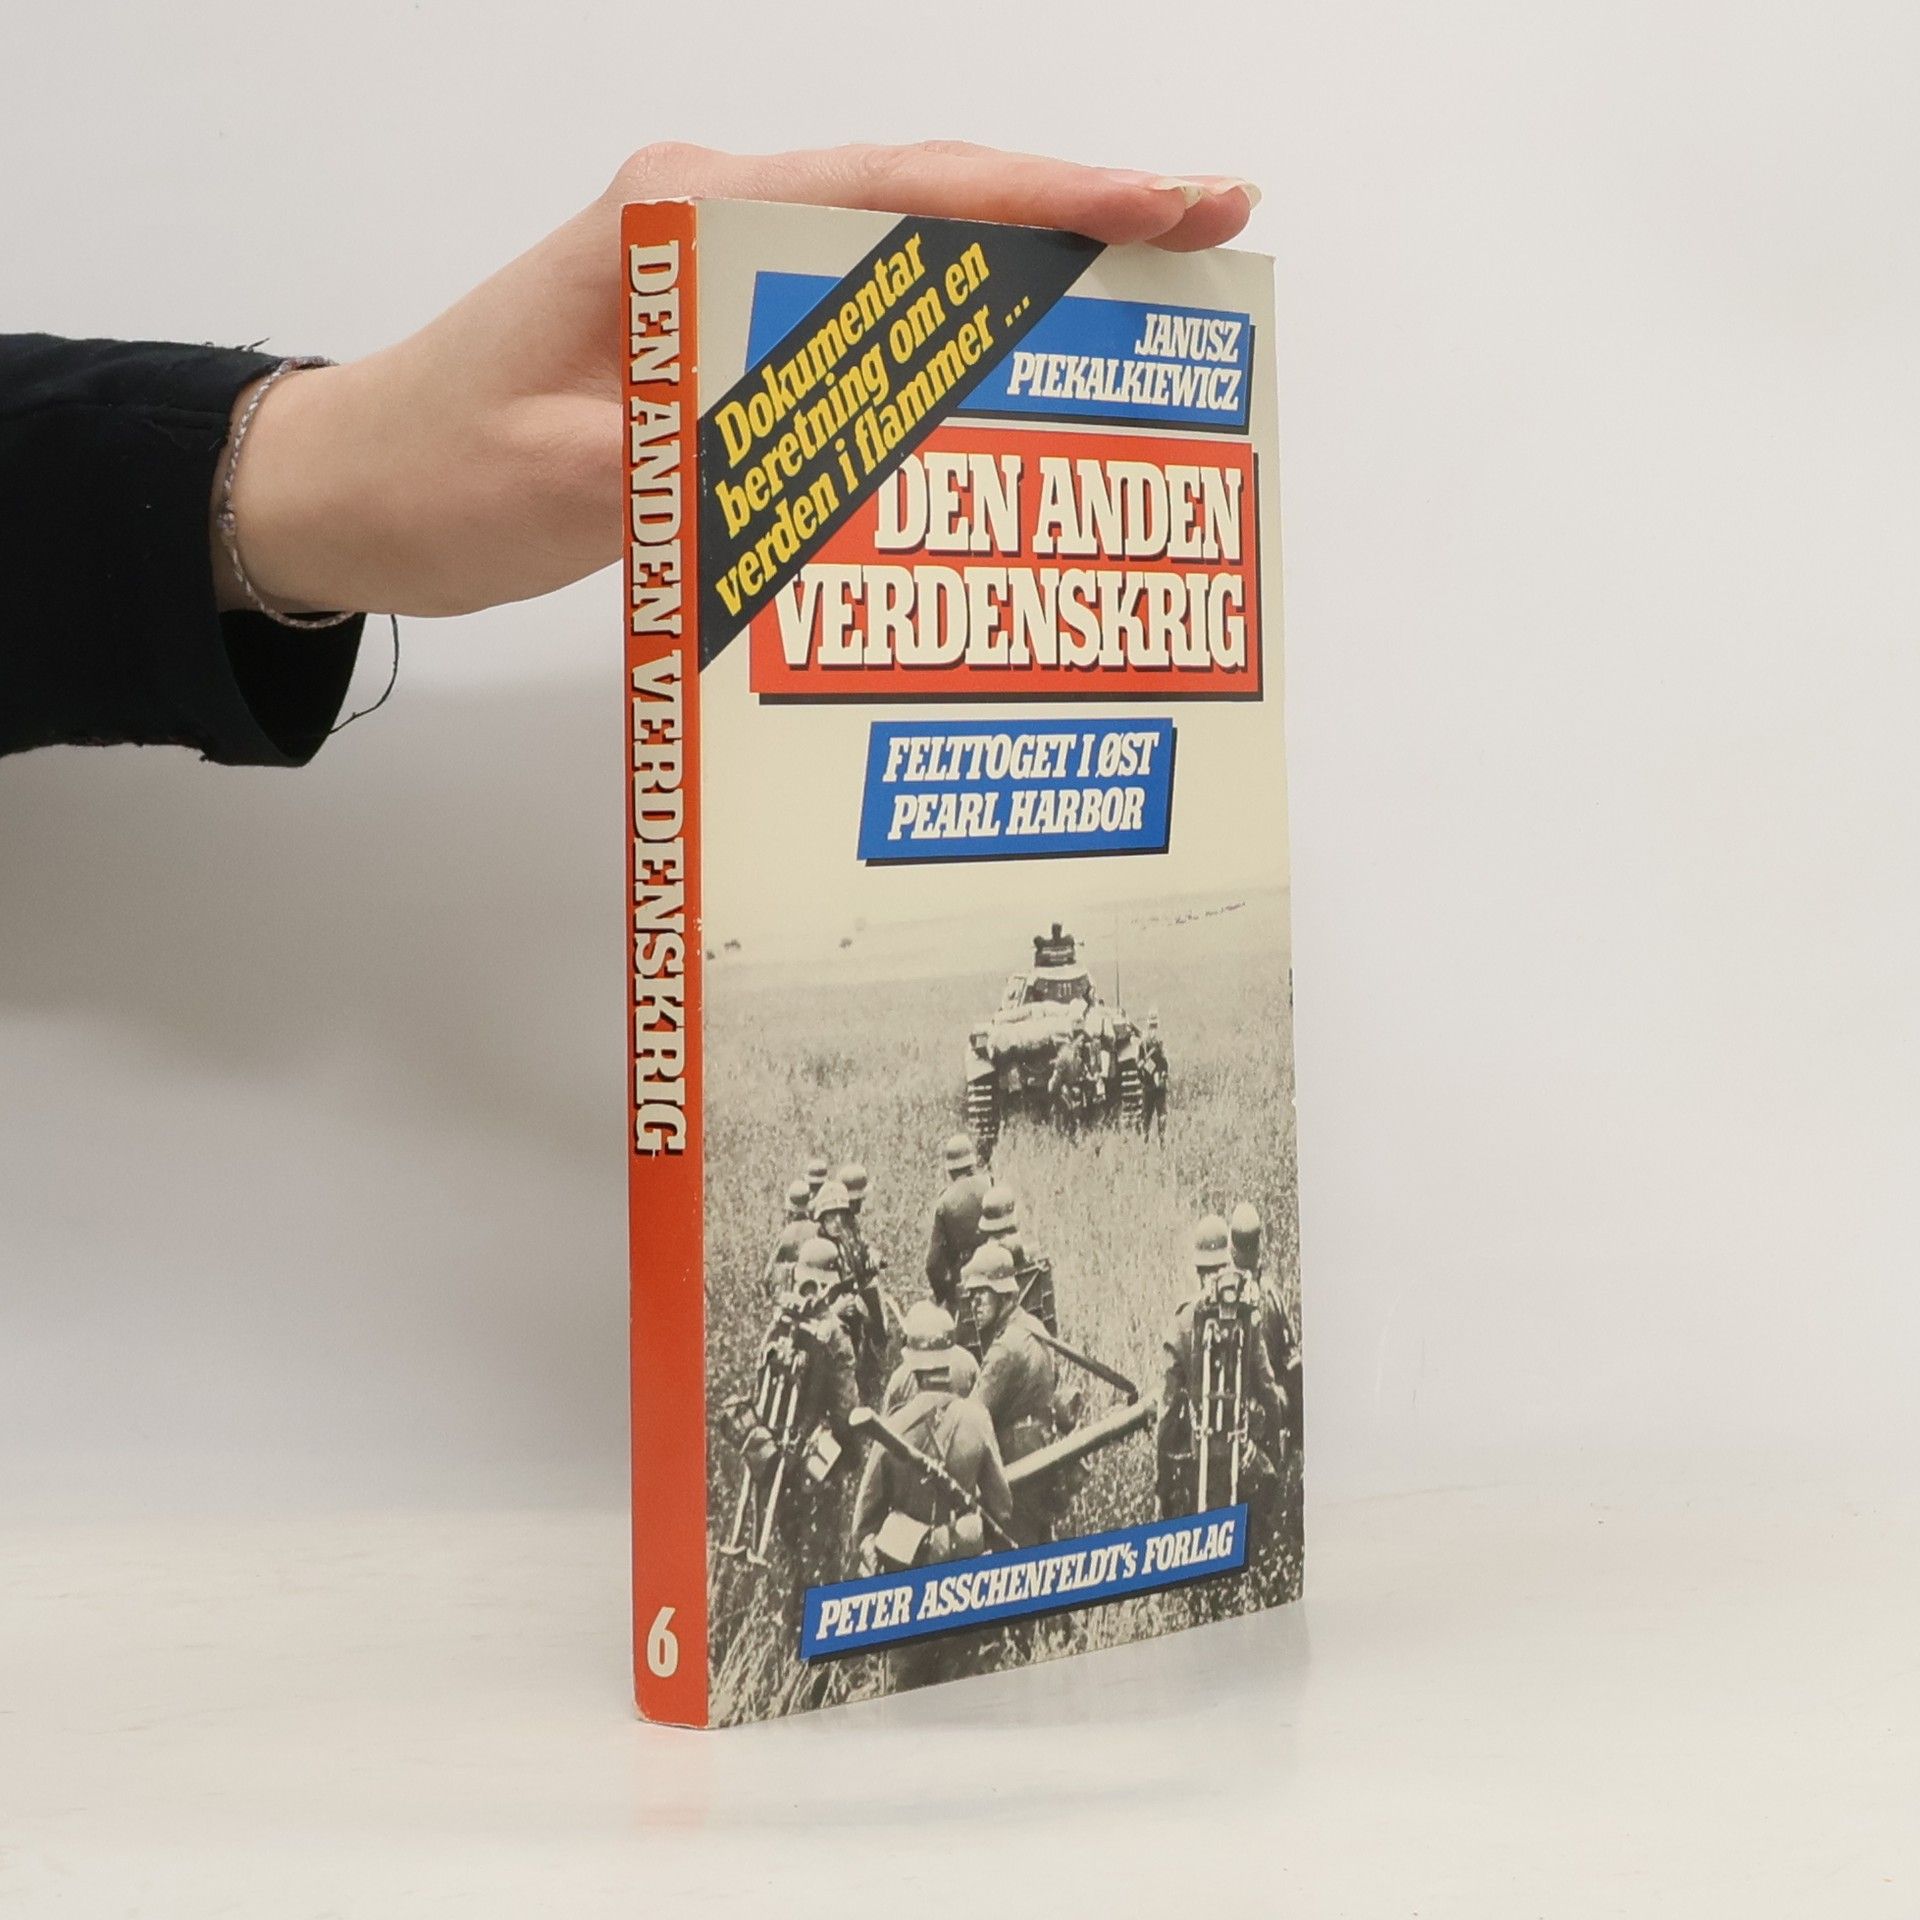 DEN ANDEN VERDENSKRIG
6
Dokumentar
beretning om en
verden i flammer ...
JANUSZ
PIEKALKIEWICZ
DEN ANDEN
VERDENSKRIG
FELTTOGET I ØST
PEARL HARBOR
211
PETER ASSCHENFELDT's FORLAG